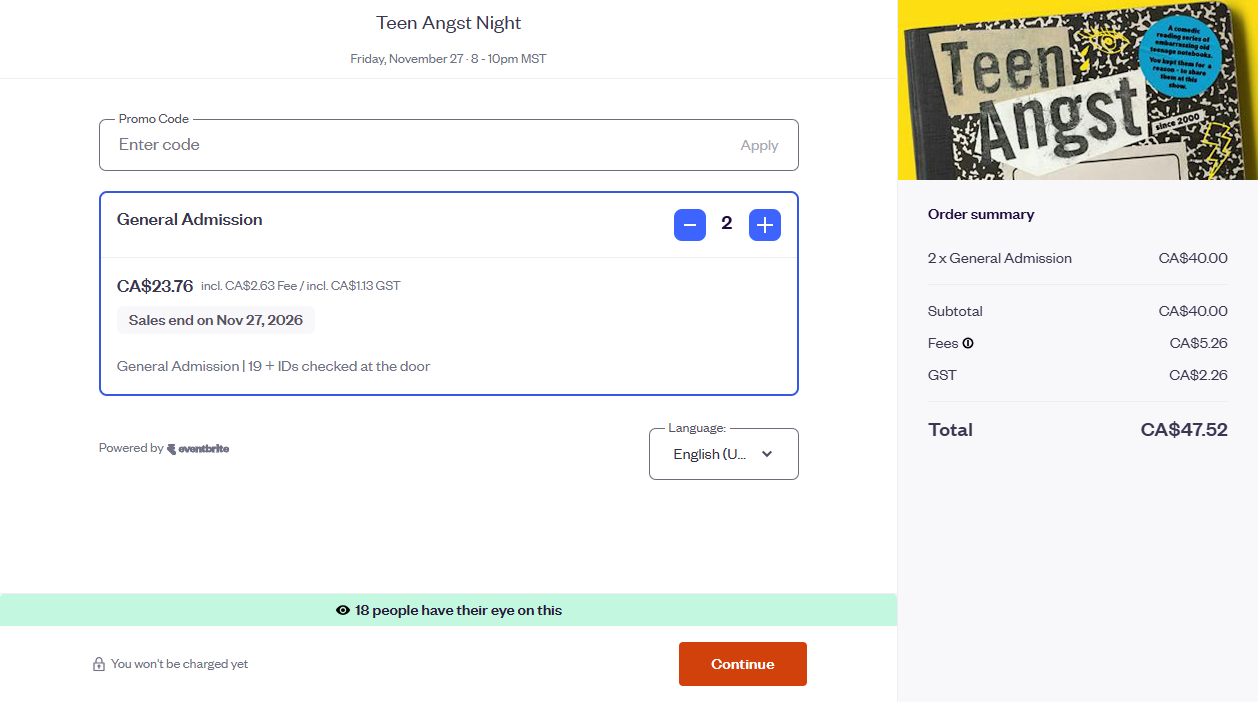 Teen Angst Night
Friday, November 27 · 8 - 10pm MST
Promo Code
Enter code
Apply
General Admission
2
CA$23.76 incl. CA$2.63 Fee / incl. CA$1.13 GST
Sales end on Nov 27, 2026
General Admission | 19 + IDs checked at the door
Powered by eventbrite
Language:
English (U...
18 people have their eye on this
You won't be charged yet
Continue
Teen
Angst
since 2000
A comedic
reading series of
embarrassing old
teenage notebooks.
You kept them for a
reason - to share
them at this
show.
Order summary
2 x General Admission CA$40.00
Subtotal CA$40.00
Fees CA$5.26
GST CA$2.26
Total CA$47.52